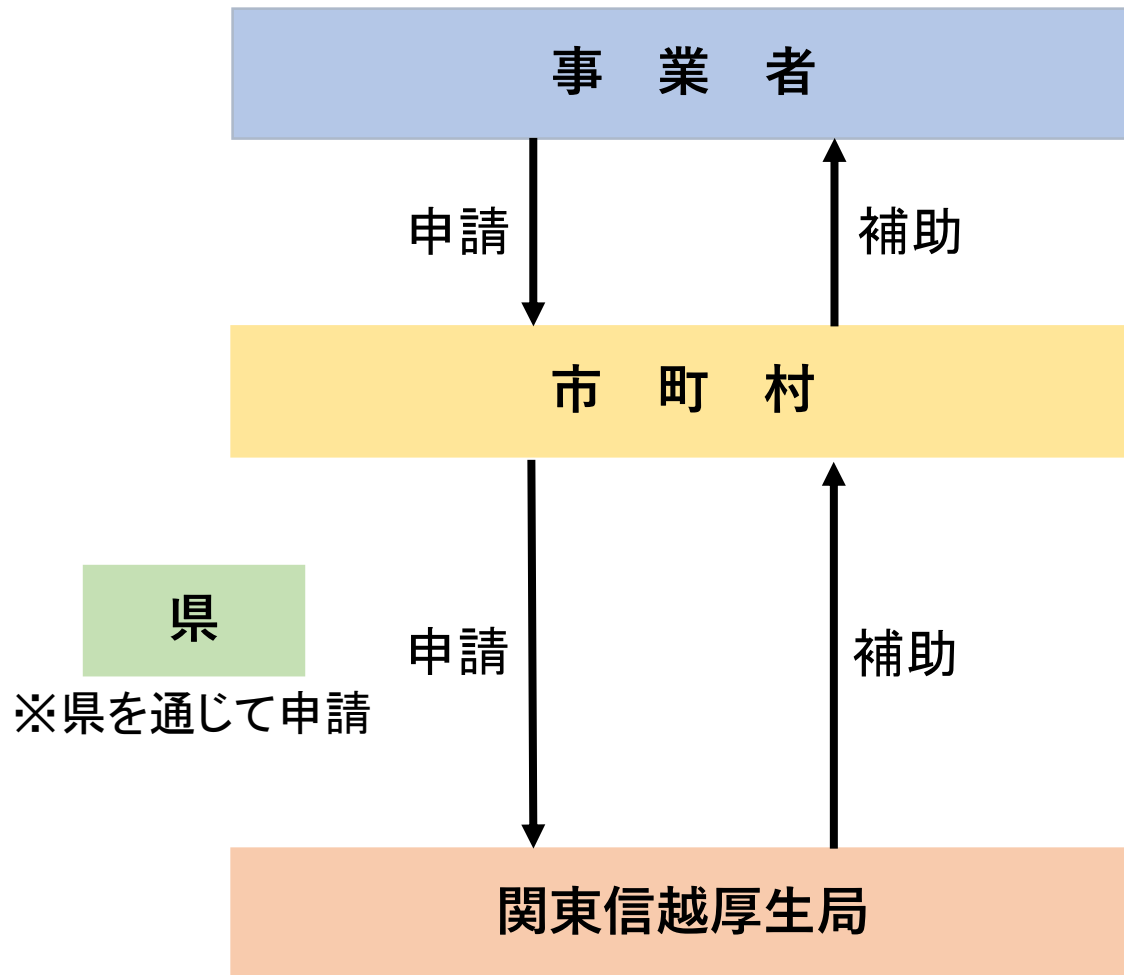 事　業　者
申請
補助
市　町　村
県
※県を通じて申請
申請
補助
関東信越厚生局